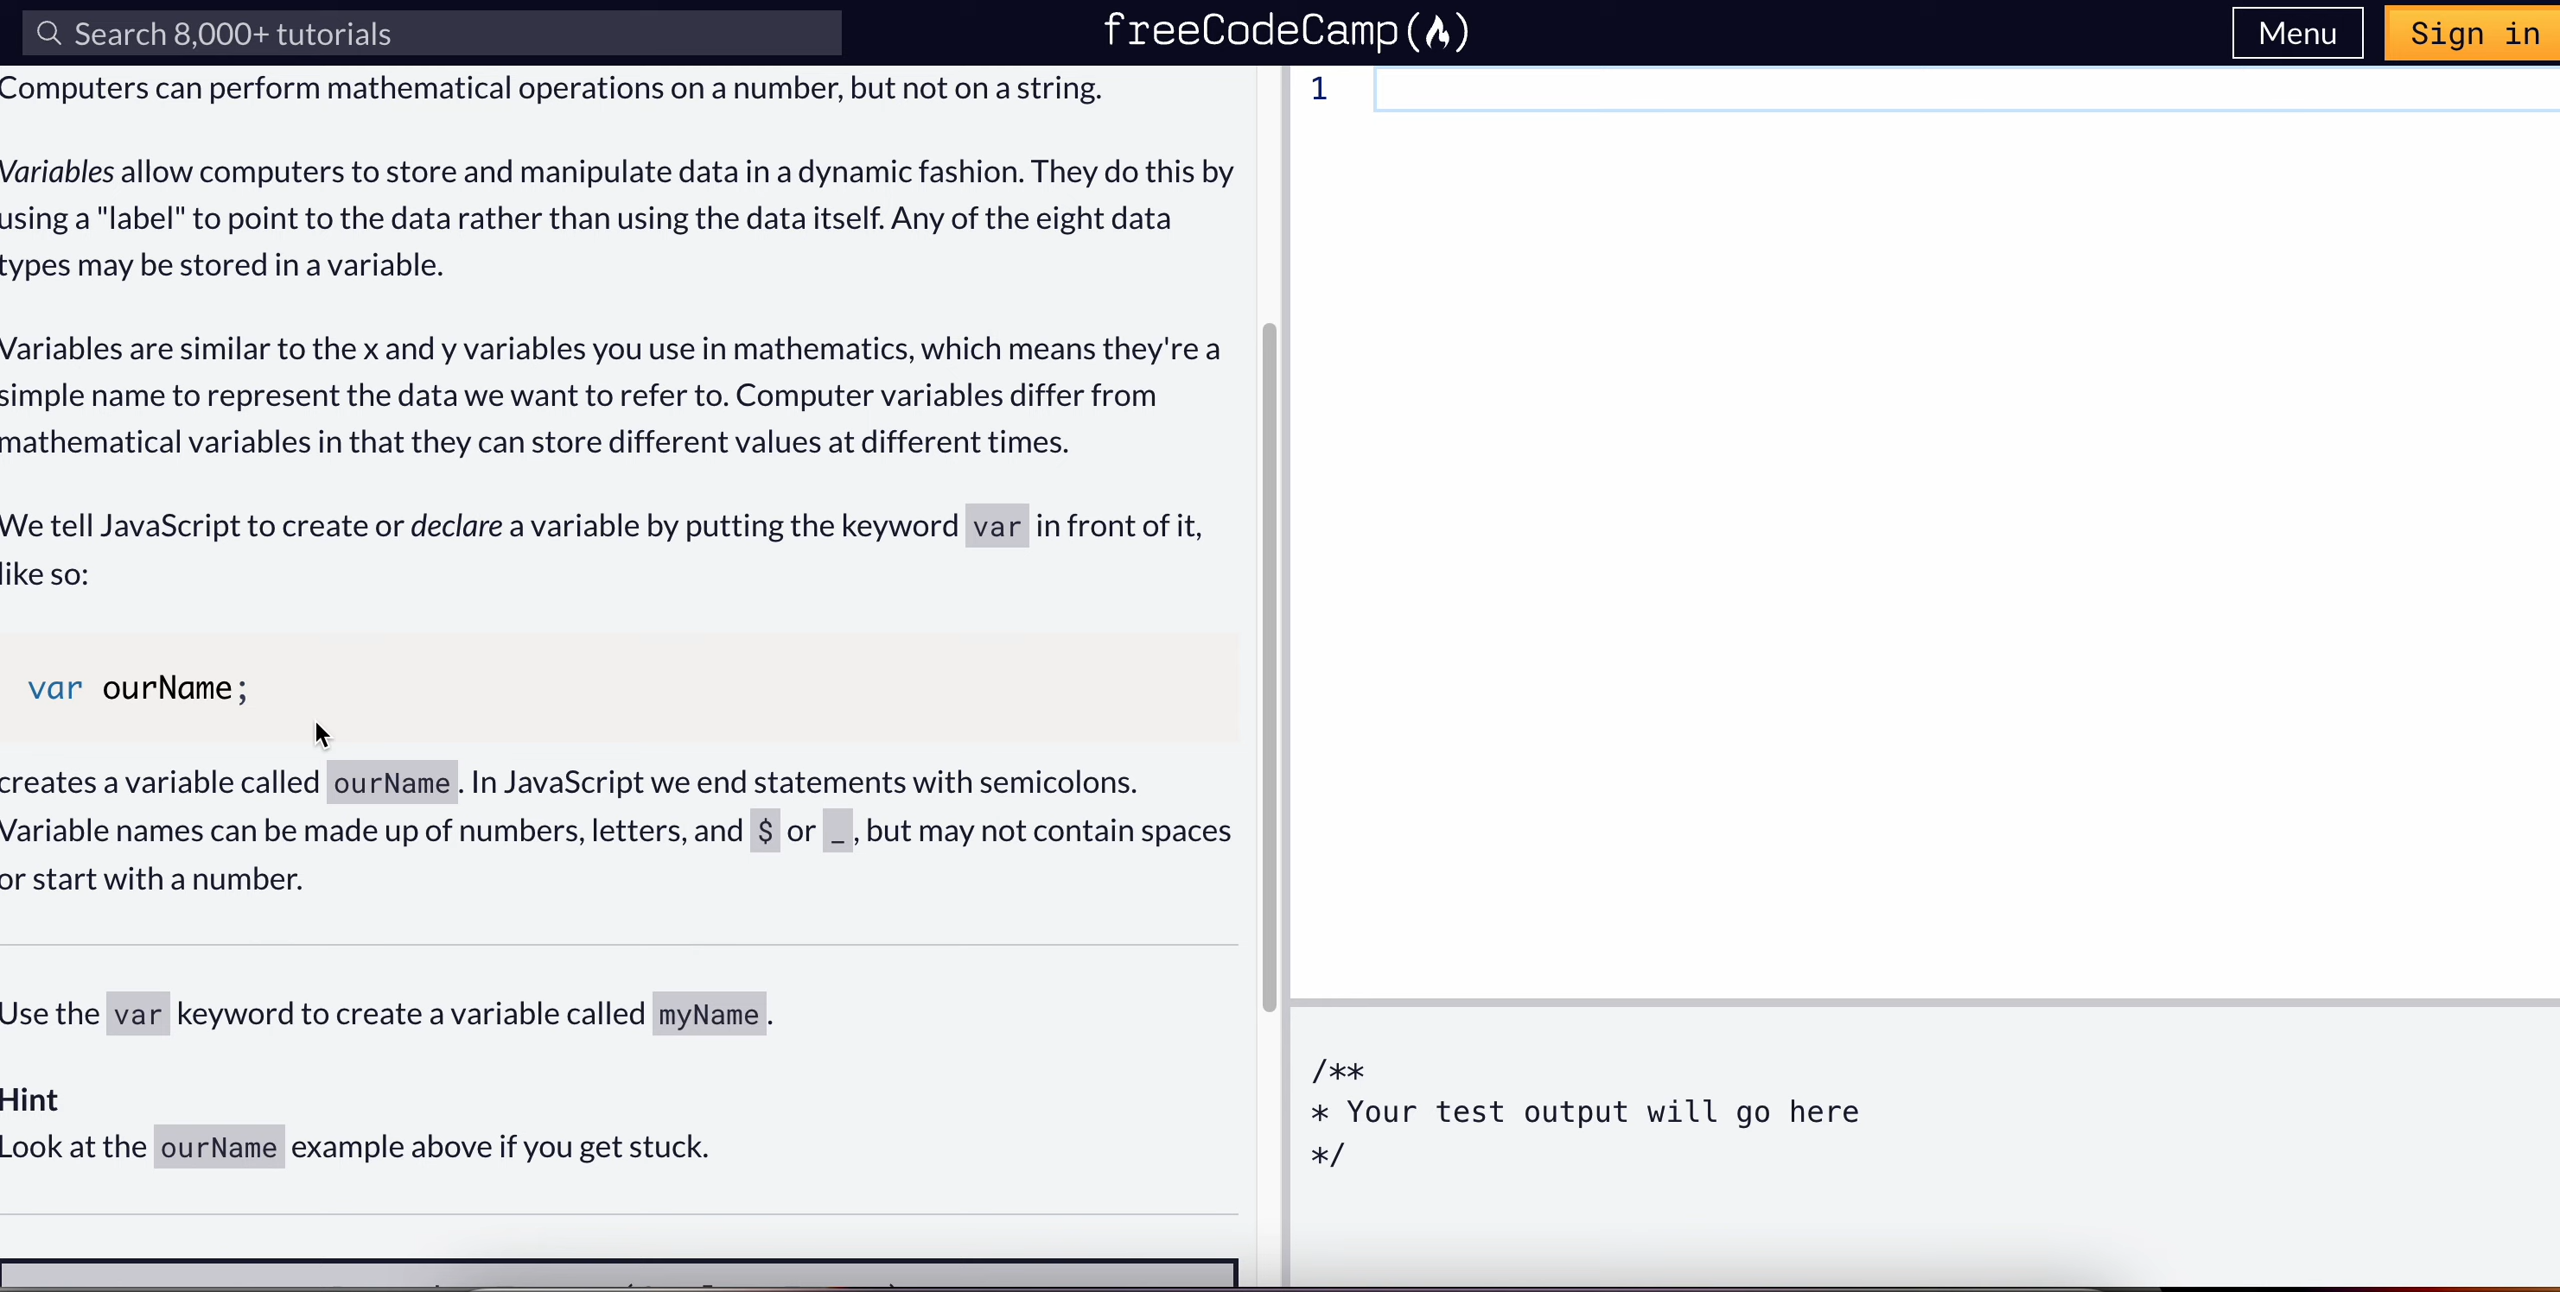 Search 8,000+ tutorials
freeCodeCamp
Menu
Sign in
Computers can perform mathematical operations on a number, but not on a string.
Variables allow computers to store and manipulate data in a dynamic fashion. They do this by
using a "label" to point to the data rather than using the data itself. Any of the eight data
types may be stored in a variable.
Variables are similar to the x and y variables you use in mathematics, which means they're a
simple name to represent the data we want to refer to. Computer variables differ from
mathematical variables in that they can store different values at different times.
We tell JavaScript to create or declare a variable by putting the keyword var in front of it,
like so:
var ourName;
creates a variable called ourName. In JavaScript we end statements with semicolons.
Variable names can be made up of numbers, letters, and $ or _, but may not contain spaces
or start with a number.
Use the var keyword to create a variable called myName.
Hint
Look at the ourName example above if you get stuck.
1
/**
* Your test output will go here
*/